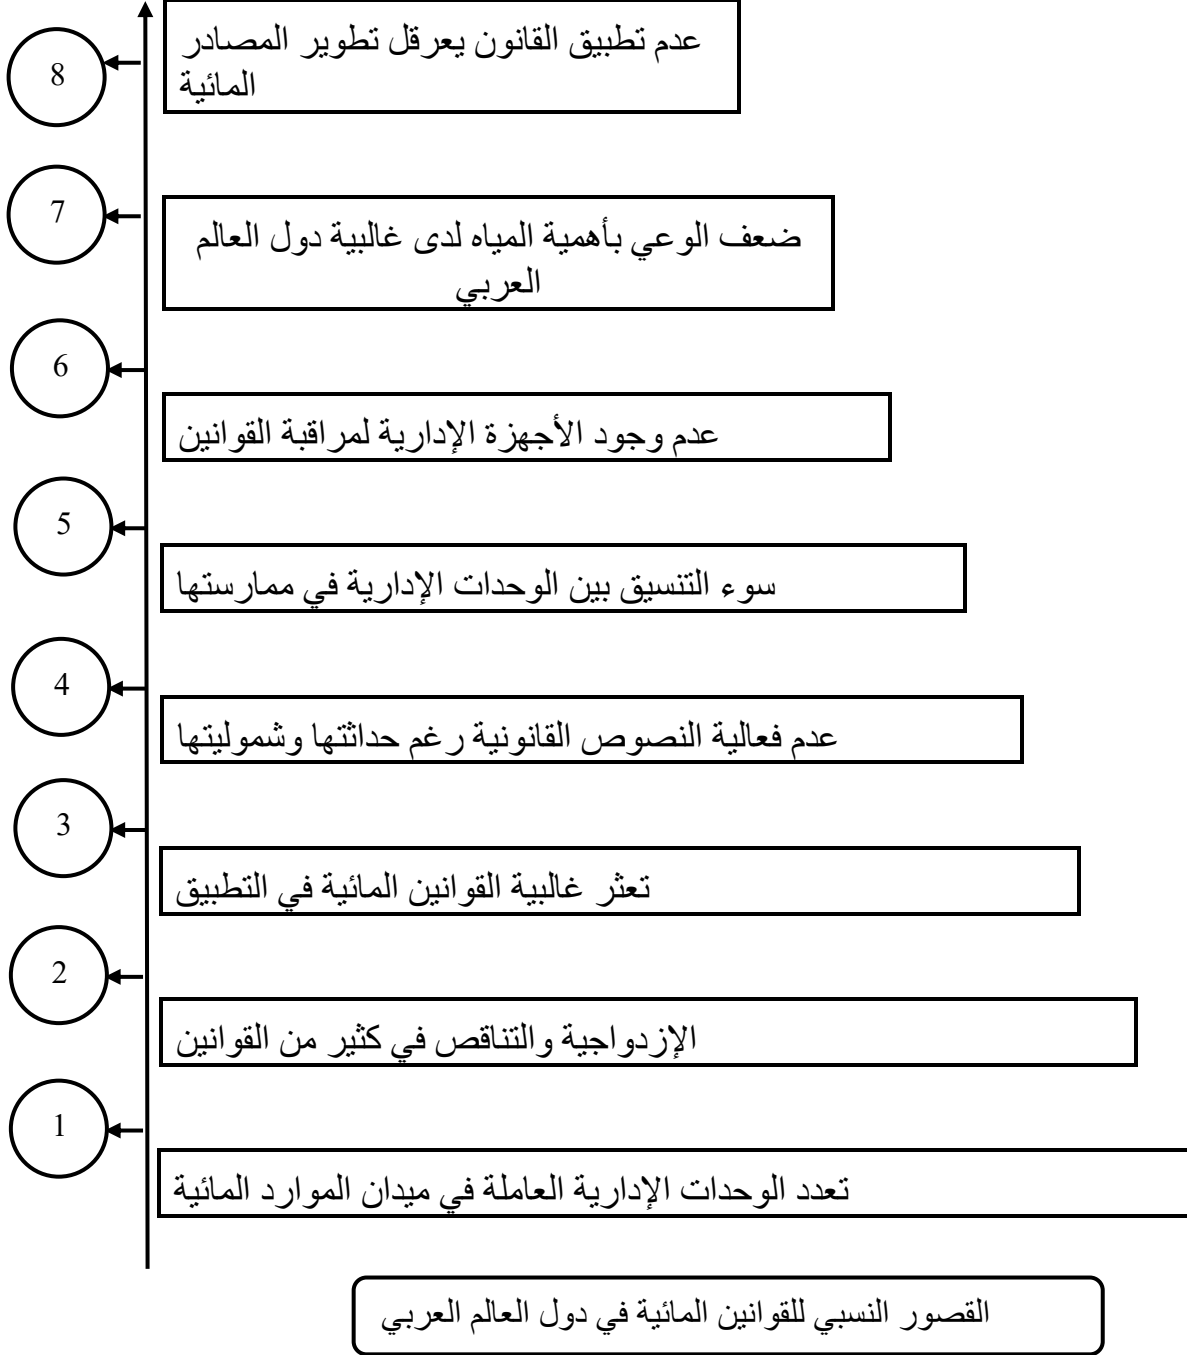 8
عدم تطبيق القانون يعرقل تطوير المصادر
المائية
7
ضعف الوعي بأهمية المياه لدى غالبية دول العالم
العربي
6
عدم وجود الأجهزة الإدارية لمراقبة القوانين
5
سوء التنسيق بين الوحدات الإدارية في ممارستها
4
عدم فعالية النصوص القانونية رغم حداثتها وشموليتها
3
تعثر غالبية القوانين المائية في التطبيق
2
الإزدواجية والتناقص في كثير من القوانين
1
تعدد الوحدات الإدارية العاملة في ميدان الموارد المائية
القصور النسبي للقوانين المائية في دول العالم العربي